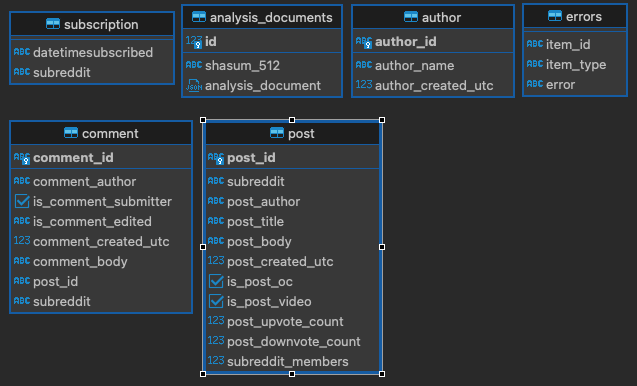 subscription
ABC datetimesubscribed
ABC subreddit
analysis_documents
123 id
ABC shasum_512
JSON analysis_document
author
ABC author_id
ABC author_name
123 author_created_utc
errors
ABC item_id
ABC item_type
ABC error
comment
ABC comment_id
ABC comment_author
is_comment_submitter
ABC is_comment_edited
123 comment_created_utc
ABC comment_body
ABC post_id
ABC subreddit
post
ABC post_id
ABC subreddit
ABC post_author
ABC post_title
ABC post_body
123 post_created_utc
is_post_oc
is_post_video
123 post_upvote_count
123 post_downvote_count
123 subreddit_members